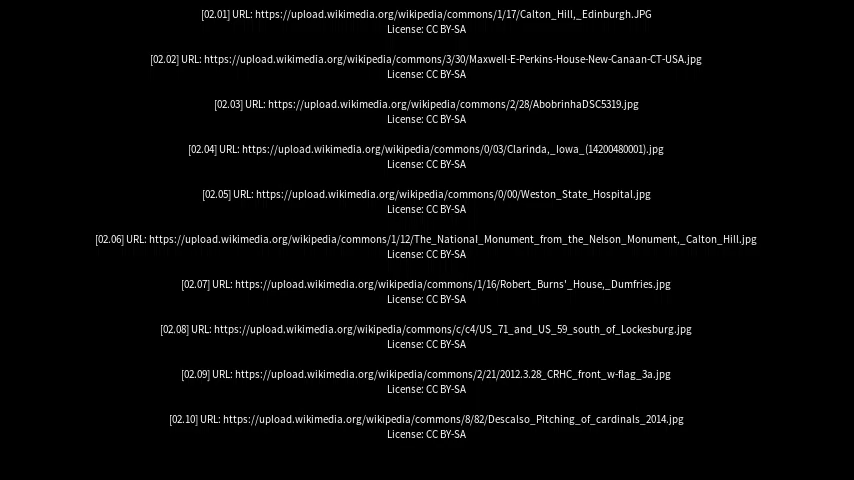 [02.01] URL: https://upload.wikimedia.org/wikipedia/commons/1/17/Calton_Hill,_Edinburgh.JPG
License: CC BY-SA
[02.02] URL: https://upload.wikimedia.org/wikipedia/commons/3/30/Maxwell-E-Perkins-House-New-Canaan-CT-USA.jpg
License: CC BY-SA
[02.03] URL: https://upload.wikimedia.org/wikipedia/commons/2/28/AbobrinhaDSC5319.jpg
License: CC BY-SA
[02.04] URL: https://upload.wikimedia.org/wikipedia/commons/0/03/Clarinda,_Iowa_(14200480001).jpg
License: CC BY-SA
[02.05] URL: https://upload.wikimedia.org/wikipedia/commons/0/00/Weston_State_Hospital.jpg
License: CC BY-SA
[02.06] URL: https://upload.wikimedia.org/wikipedia/commons/1/12/The_National_Monument_from_the_Nelson_Monument,_Calton_Hill.jpg
License: CC BY-SA
[02.07] URL: https://upload.wikimedia.org/wikipedia/commons/1/16/Robert_Burns'_House,_Dumfries.jpg
License: CC BY-SA
[02.08] URL: https://upload.wikimedia.org/wikipedia/commons/c/c4/US_71_and_US_59_south_of_Lockesburg.jpg
License: CC BY-SA
[02.09] URL: https://upload.wikimedia.org/wikipedia/commons/2/21/2012.3.28_CRHC_front_w-flag_3a.jpg
License: CC BY-SA
[02.10] URL: https://upload.wikimedia.org/wikipedia/commons/8/82/Descalso_Pitching_of_cardinals_2014.jpg
License: CC BY-SA